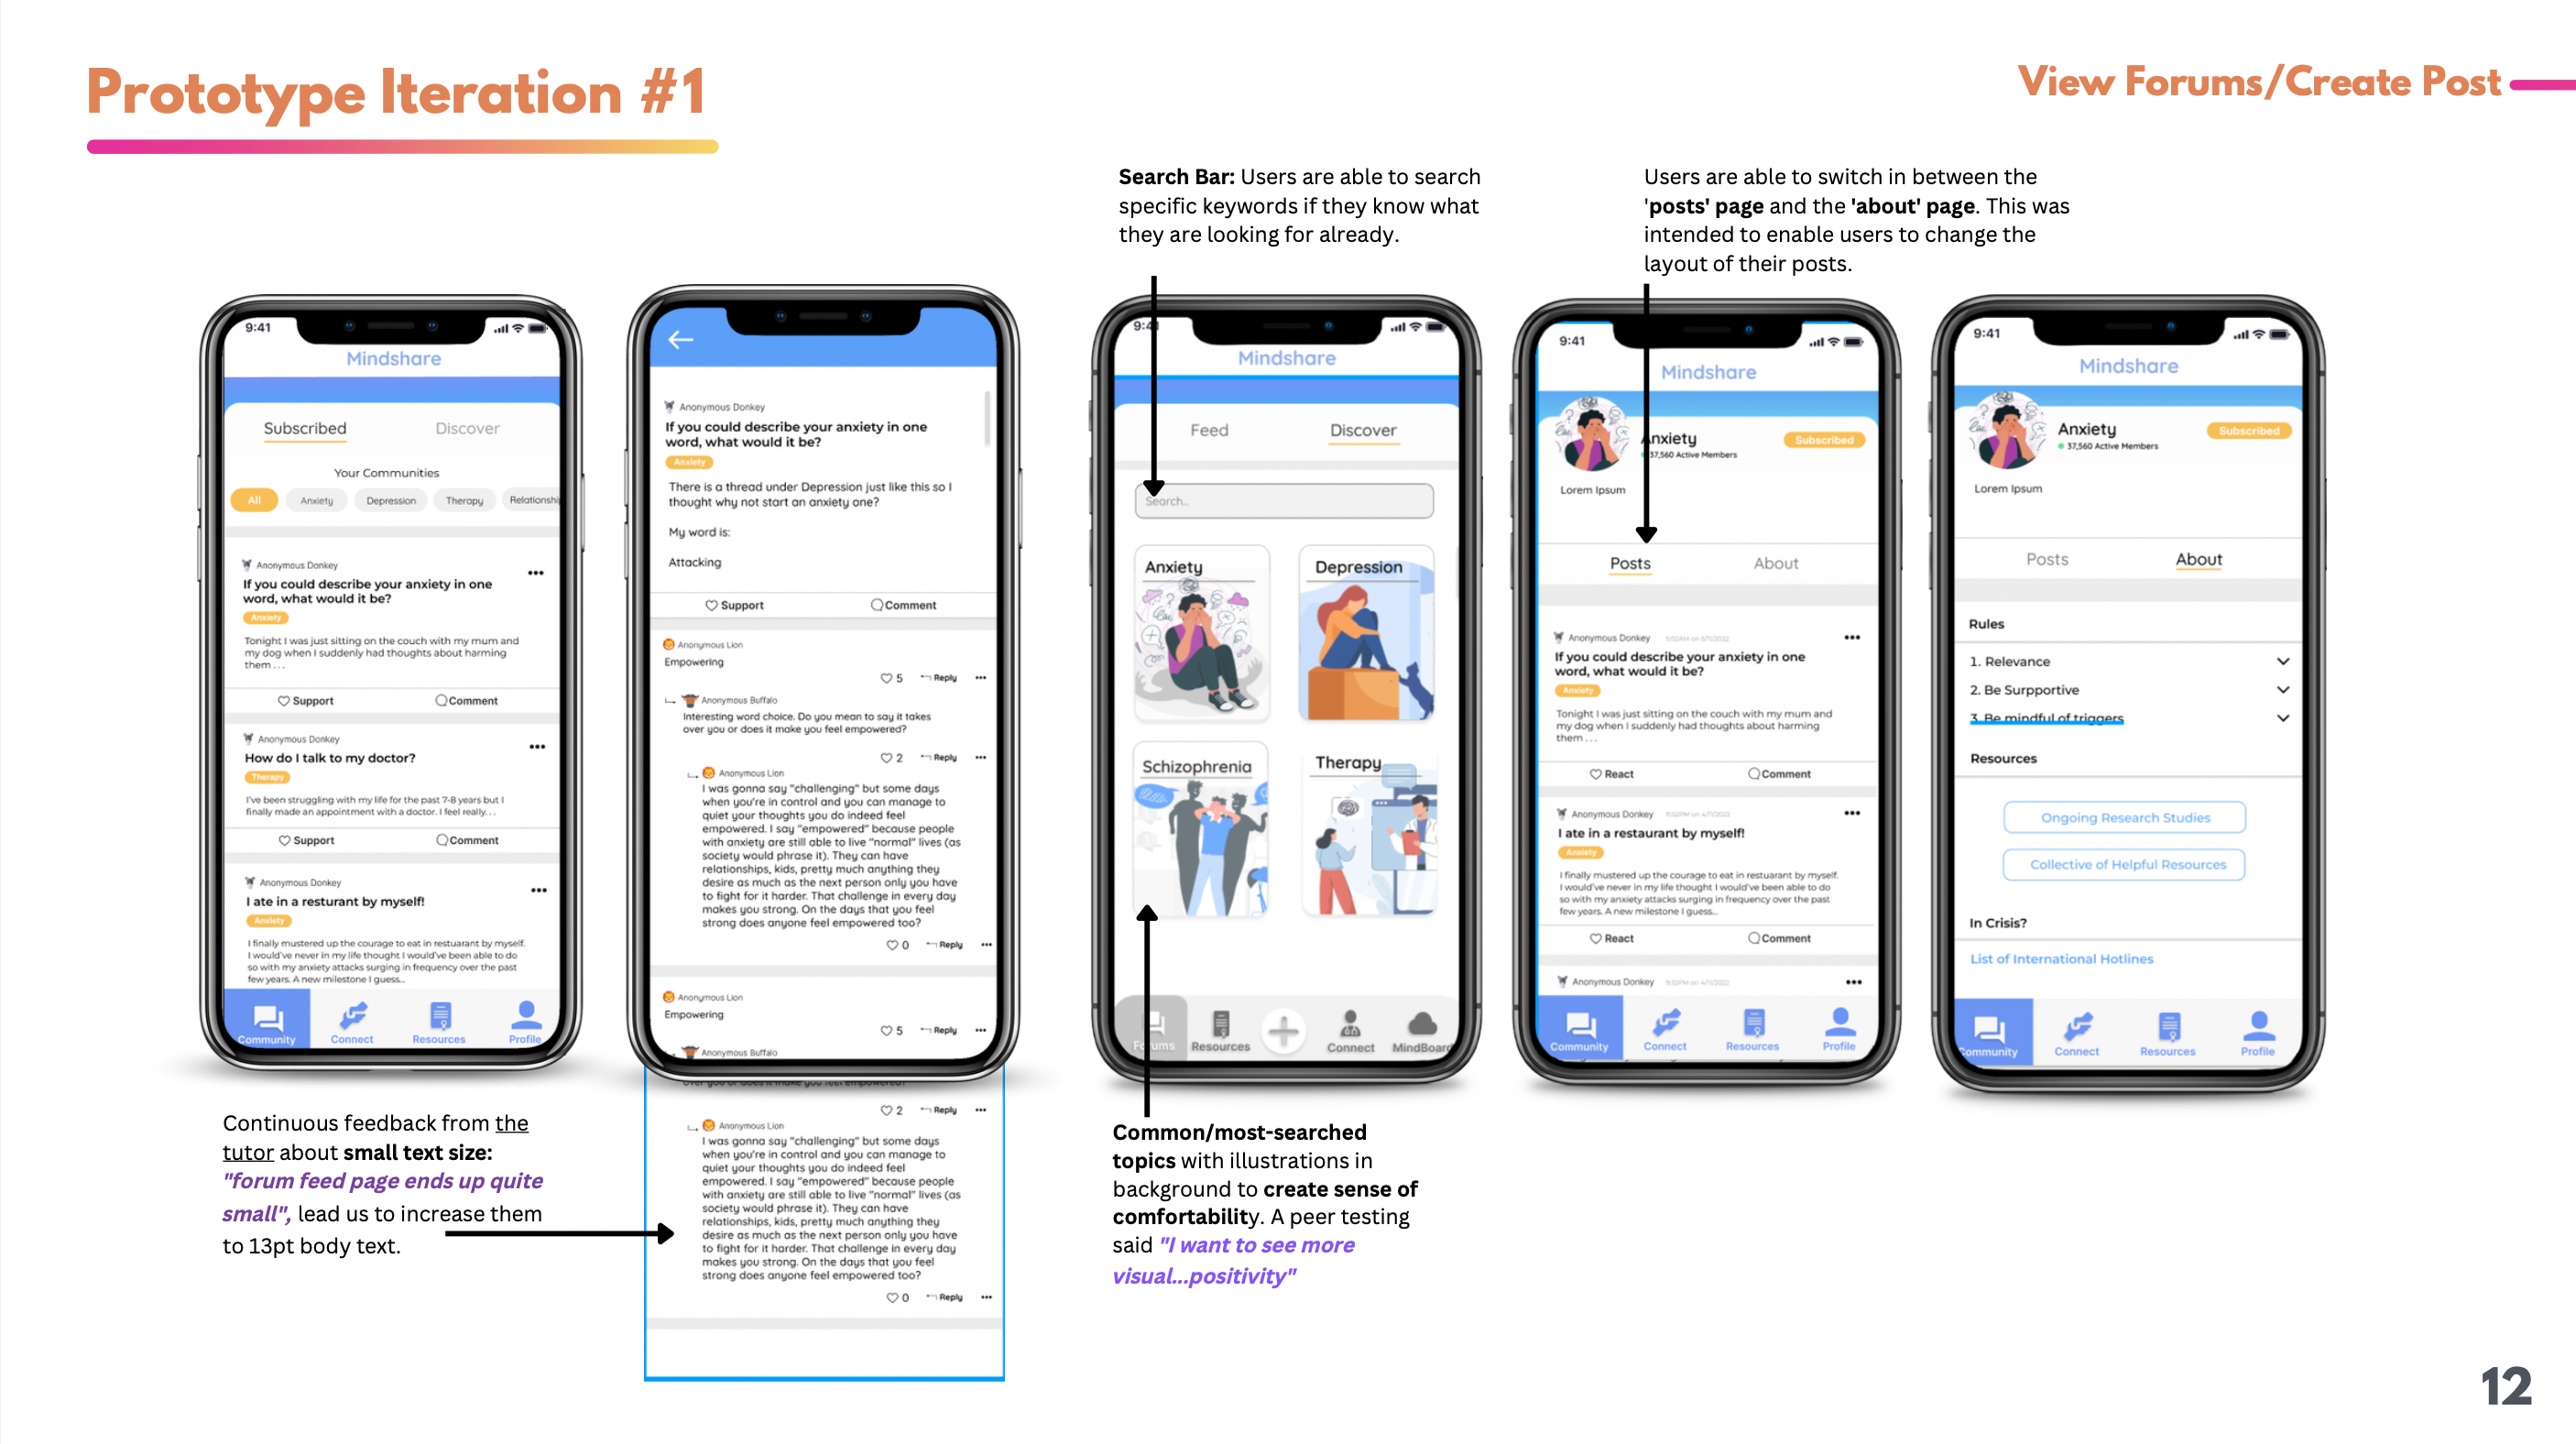 Prototype Iteration #1
View Forums/Create Post
Search Bar: Users are able to search
specific keywords if they know what
they are looking for already.
Users are able to switch in between the
'posts' page and the 'about' page. This was
intended to enable users to change the
layout of their posts.
9:41
Mindshare
Subscribed Discover
Your Communities
All Anxiety Depression Therapy Relationship
Anonymous Donkey
If you could describe your anxiety in one
word, what would it be?
Anxiety
Tonight I was just sitting on the couch with my mum and
my dog when I suddenly had thoughts about harming
them ...
Support Comment
Anonymous Donkey
How do I talk to my doctor?
Therapy
I've been struggling with my life for the past 7-8 years but I
finally made an appointment with a doctor. I feel really...
Support Comment
Anonymous Donkey
I ate in a resturant by myself!
Anxiety
I finally mustered up the courage to eat in restuarant by myself.
I would've never in my life thought I would've been able to do
so with my anxiety attacks surging in frequency over the past
few years. A new milestone I guess...
Community Connect Resources Profile
Anonymous Donkey
If you could describe your anxiety in one
word, what would it be?
Anxiety
There is a thread under Depression just like this so I
thought why not start an anxiety one?
My word is:
Attacking
Support Comment
Anonymous Lion
Empowering
5 Reply
Anonymous Buffalo
Interesting word choice. Do you mean to say it takes
over you or does it make you feel empowered?
2 Reply
Anonymous Lion
I was gonna say "challenging" but some days
when you're in control and you can manage to
quiet your thoughts you do indeed feel
empowered. I say "empowered" because people
with anxiety are still able to live "normal" lives (as
society would phrase it). They can have
relationships, kids, pretty much anything they
desire as much as the next person only you have
to fight for it harder. That challenge in every day
makes you strong. On the days that you feel
strong does anyone feel empowered too?
0 Reply
Anonymous Lion
Empowering
5 Reply
Anonymous Buffalo
over you or does it make you feel empowered?
2 Reply
Anonymous Lion
I was gonna say "challenging" but some days
when you're in control and you can manage to
quiet your thoughts you do indeed feel
empowered. I say "empowered" because people
with anxiety are still able to live "normal" lives (as
society would phrase it). They can have
relationships, kids, pretty much anything they
desire as much as the next person only you have
to fight for it harder. That challenge in every day
makes you strong. On the days that you feel
strong does anyone feel empowered too?
0 Reply
9:41
Mindshare
Feed Discover
Search...
Anxiety Depression
Schizophrenia Therapy
Forums Resources Connect MindBoard
9:41
Mindshare
Anxiety Subscribed
37,560 Active Members
Lorem Ipsum
Posts About
Anonymous Donkey
If you could describe your anxiety in one
word, what would it be?
Anxiety
Tonight I was just sitting on the couch with my mum and
my dog when I suddenly had thoughts about harming
them ...
React Comment
Anonymous Donkey
I ate in a restaurant by myself!
Anxiety
I finally mustered up the courage to eat in restuarant by myself.
I would've never in my life thought I would've been able to do
so with my anxiety attacks surging in frequency over the past
few years. A new milestone I guess...
React Comment
Anonymous Donkey
Community Connect Resources Profile
9:41
Mindshare
Anxiety Subscribed
37,560 Active Members
Lorem Ipsum
Posts About
Rules
1. Relevance
2. Be Surpportive
3. Be mindful of triggers
Resources
Ongoing Research Studies
Collective of Helpful Resources
In Crisis?
List of International Hotlines
Community Connect Resources Profile
Continuous feedback from the
tutor about small text size:
"forum feed page ends up quite
small", lead us to increase them
to 13pt body text.
Common/most-searched
topics with illustrations in
background to create sense of
comfortability. A peer testing
said "I want to see more
visual...positivity"
12